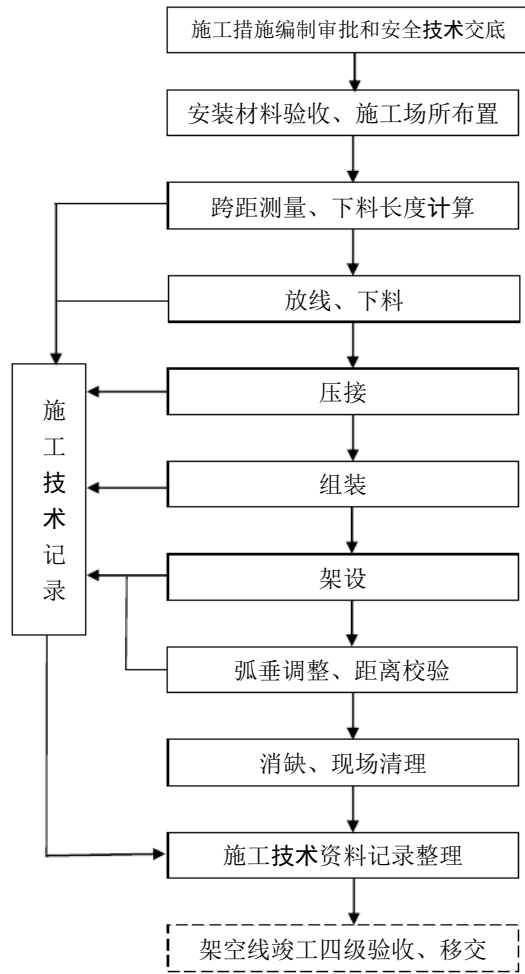 施工措施编制审批和安全技术交底
安装材料验收、施工场所布置
跨距测量、下料长度计算
放线、下料
压接
组装
架设
弧垂调整、距离校验
消缺、现场清理
施工技术资料记录整理
架空线竣工四级验收、移交
施
工
技
术
记
录